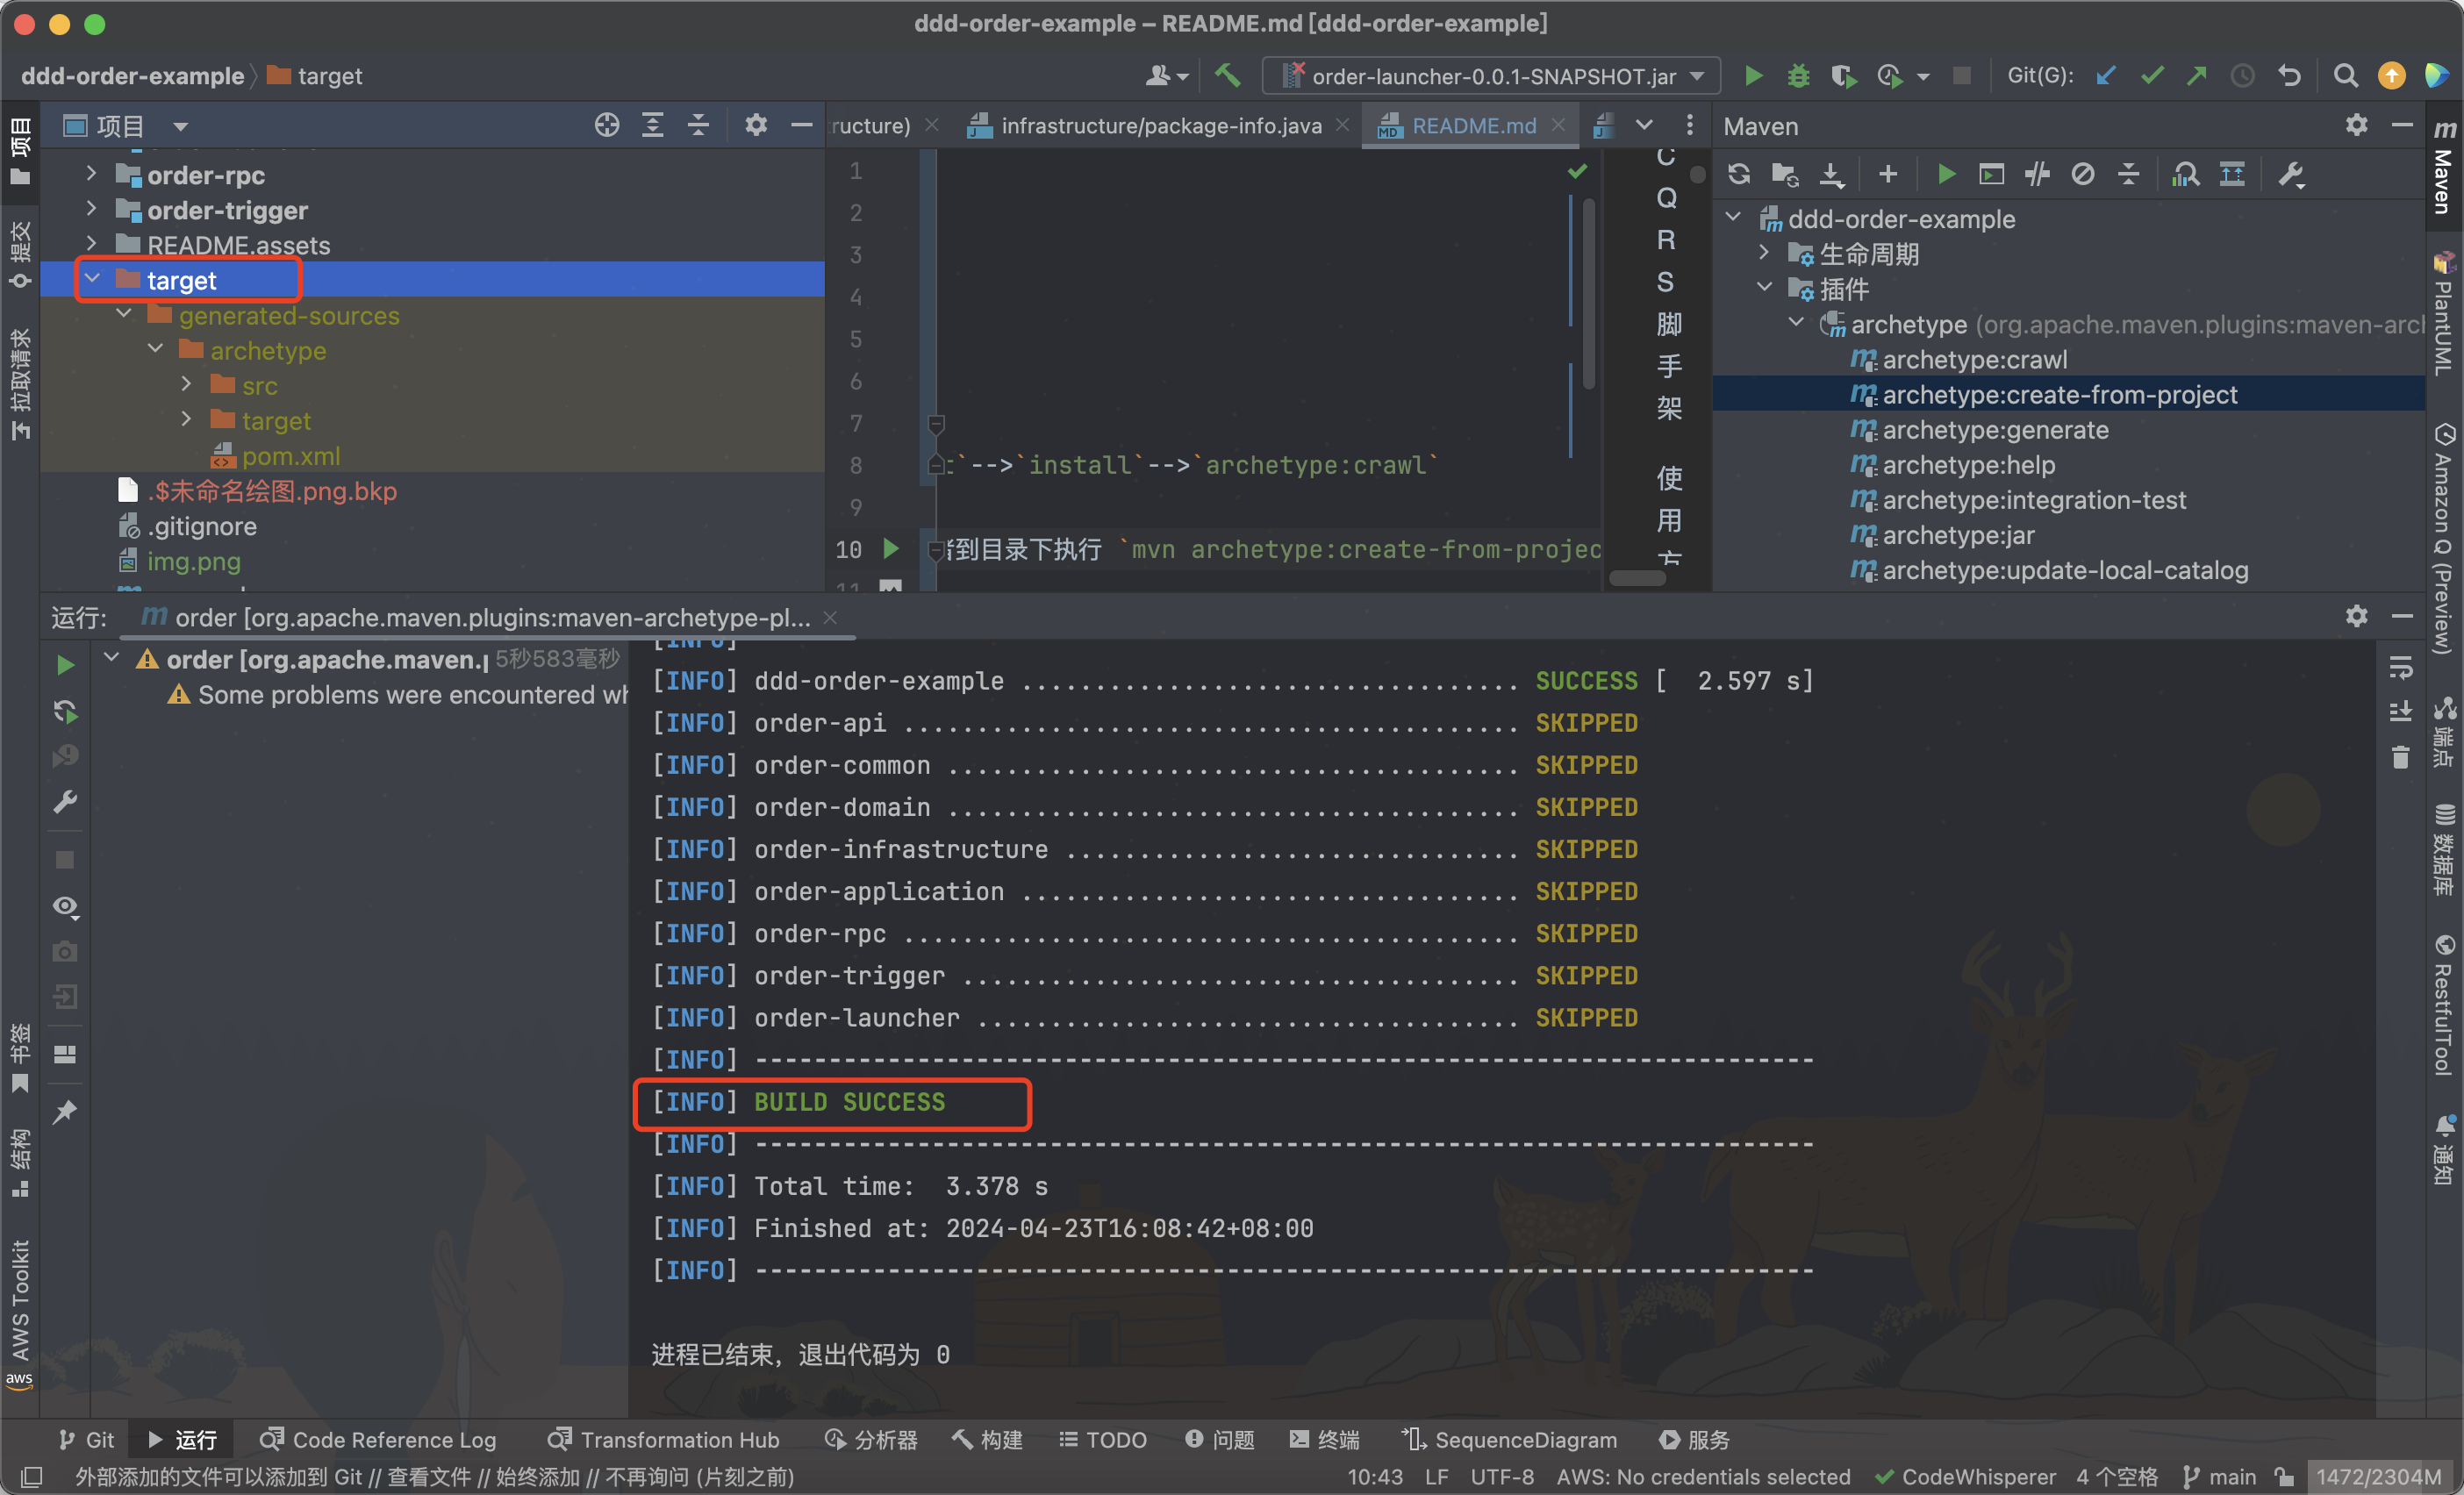 ddd-order-example – README.md [ddd-order-example]
ddd-order-example
target
order-launcher-0.0.1-SNAPSHOT.jar
Git(G):
项目
ructure)
infrastructure/package-info.java
README.md
Maven
order-rpc
order-trigger
README.assets
target
generated-sources
archetype
src
target
pom.xml
.$未命名绘图.png.bkp
.gitignore
img.png
1
2
3
4
5
6
7
8
`-->`install`-->`archetype:crawl`
9
10
到目录下执行 `mvn archetype:create-from-projec
11
C
Q
R
S
脚
手
架
使
用
方
ddd-order-example
生命周期
插件
archetype (org.apache.maven.plugins:maven-arc
archetype:crawl
archetype:create-from-project
archetype:generate
archetype:help
archetype:integration-test
archetype:jar
archetype:update-local-catalog
运行:
order [org.apache.maven.plugins:maven-archetype-pl...
order [org.apache.maven.p 5秒583毫秒
Some problems were encountered wh
[INFO]
[INFO] ddd-order-example .................................. SUCCESS [  2.597 s]
[INFO] order-api .......................................... SKIPPED
[INFO] order-common ....................................... SKIPPED
[INFO] order-domain ....................................... SKIPPED
[INFO] order-infrastructure ............................... SKIPPED
[INFO] order-application .................................. SKIPPED
[INFO] order-rpc .......................................... SKIPPED
[INFO] order-trigger ...................................... SKIPPED
[INFO] order-launcher ..................................... SKIPPED
[INFO] ------------------------------------------------------------------------
[INFO] BUILD SUCCESS
[INFO] ------------------------------------------------------------------------
[INFO] Total time:  3.378 s
[INFO] Finished at: 2024-04-23T16:08:42+08:00
[INFO] ------------------------------------------------------------------------
进程已结束，退出代码为 0
项目
提交
拉取请求
书签
结构
AWS Toolkit
aws
Maven
PlantUML
Amazon Q (Preview)
端点
数据库
RestfulTool
通知
Git
运行
Code Reference Log
Transformation Hub
分析器
构建
TODO
问题
终端
SequenceDiagram
服务
外部添加的文件可以添加到 Git // 查看文件 // 始终添加 // 不再询问 (片刻之前)
10:43
LF
UTF-8
AWS: No credentials selected
CodeWhisperer
4 个空格
main
1472/2304M